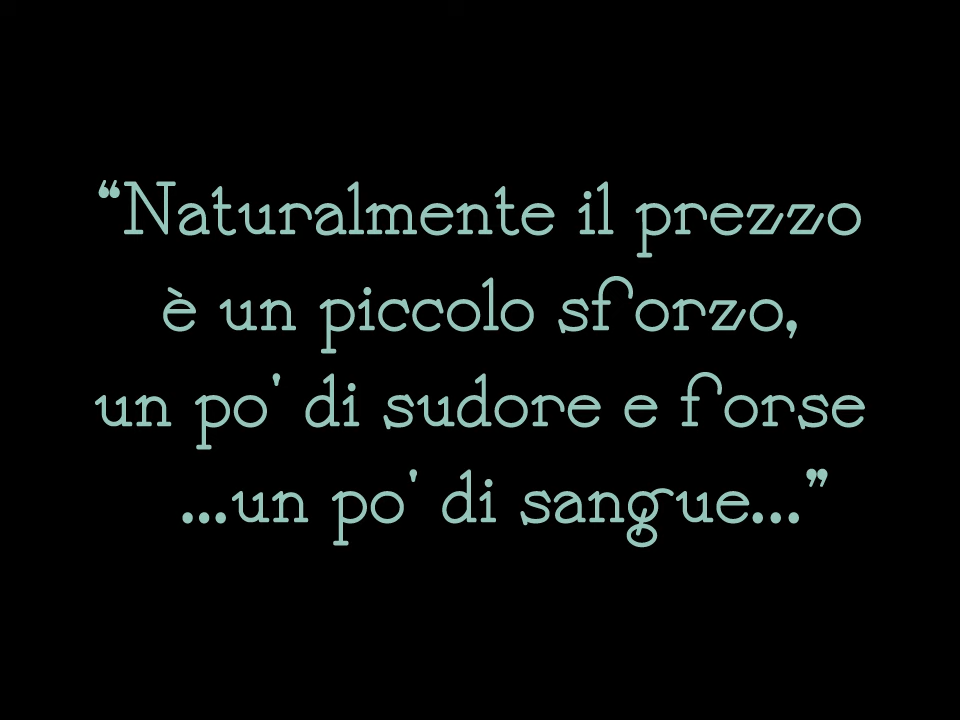 “Naturalmente il prezzo
è un piccolo sforzo,
un po' di sudore e forse
...un po' di sangue...”